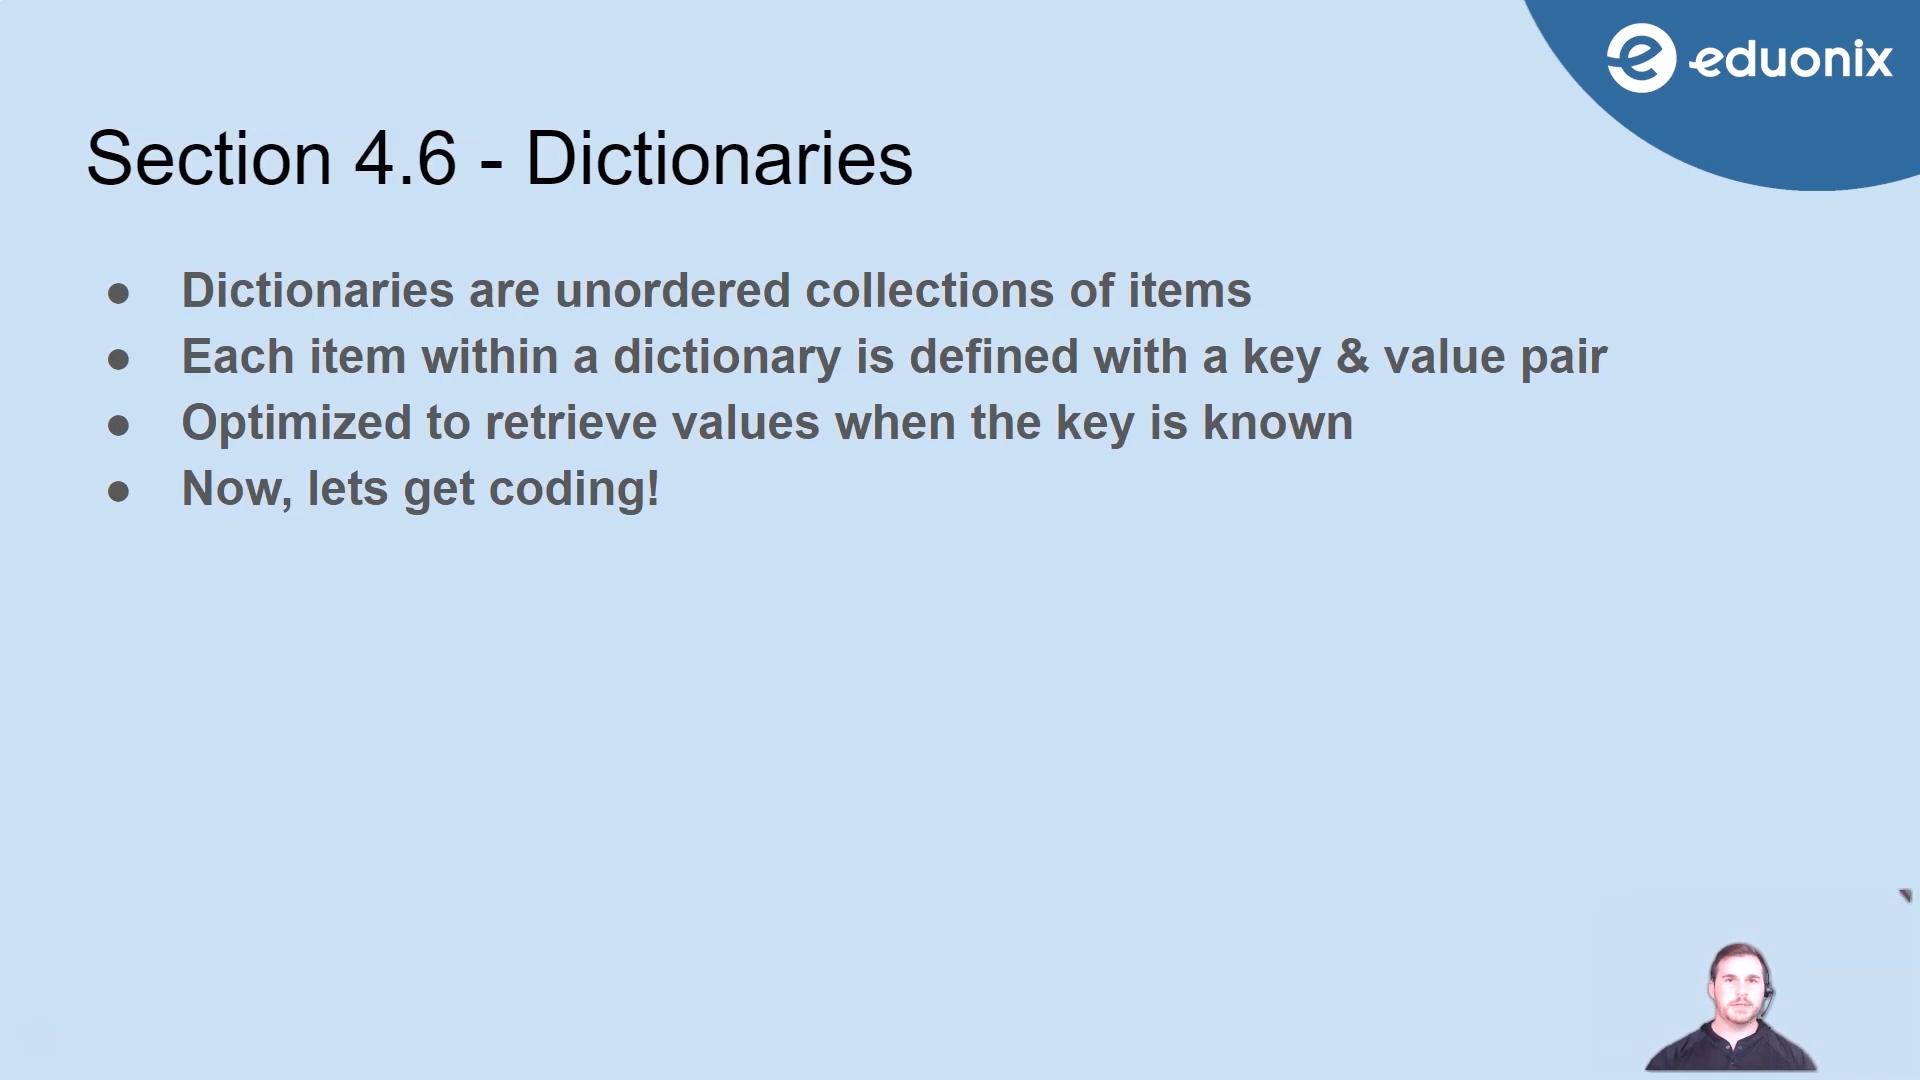 eduonix
Section 4.6 - Dictionaries
● Dictionaries are unordered collections of items
● Each item within a dictionary is defined with a key & value pair
● Optimized to retrieve values when the key is known
● Now, lets get coding!